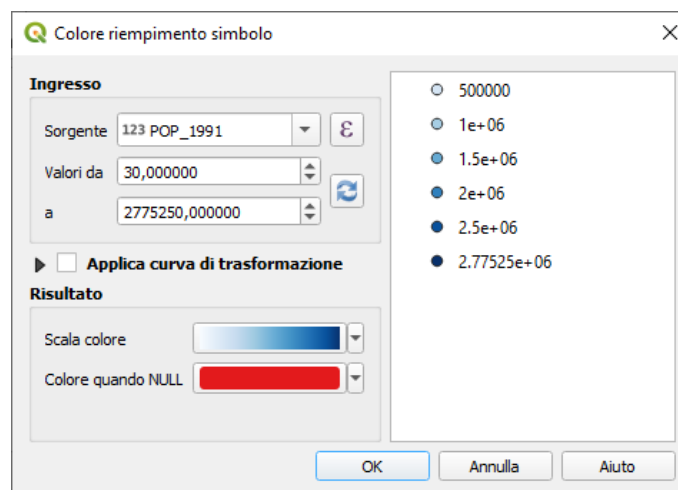 Colore riempimento simbolo
Ingresso
Sorgente 123 POP_1991 ε
Valori da 30,000000
a 2775250,000000
Applica curva di trasformazione
Risultato
Scala colore
Colore quando NULL
500000
1e+06
1.5e+06
2e+06
2.5e+06
2.77525e+06
OK Annulla Aiuto